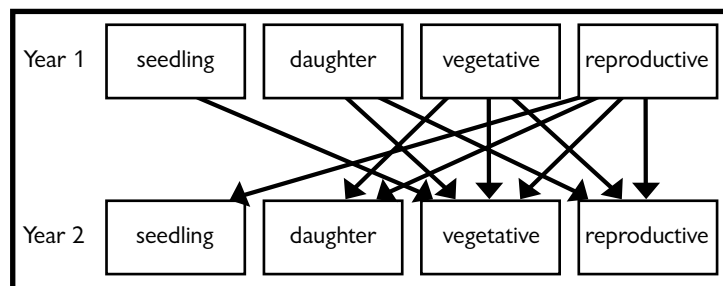 Year 1 seedling daughter vegetative reproductive
Year 2 seedling daughter vegetative reproductive